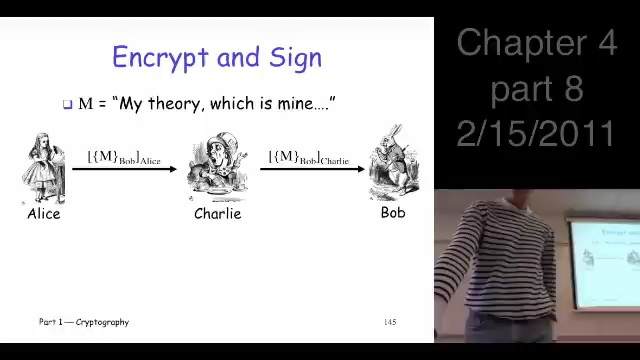 Encrypt and Sign
M = “My theory, which is mine….”
[{M}Bob]Alice
[{M}Bob]Charlie
Alice
Charlie
Bob
Part 1 — Cryptography
145
Chapter 4
part 8
2/15/2011